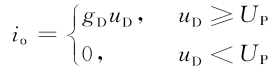 i_o = { g_D u_D , u_D ⩾ U_P
0 , u_D < U_P